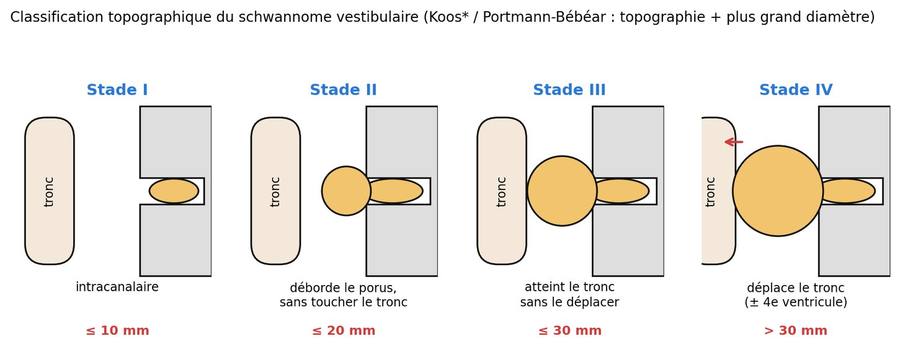 Classification topographique du schwannome vestibulaire (Koos* / Portmann-Bébéar : topographie + plus grand diamètre)
Stade I
tronc
intracanalaire
≤ 10 mm
Stade II
tronc
déborde le porus,
sans toucher le tronc
≤ 20 mm
Stade III
tronc
atteint le tronc
sans le déplacer
≤ 30 mm
Stade IV
tronc
déplace le tronc
(± 4e ventricule)
> 30 mm